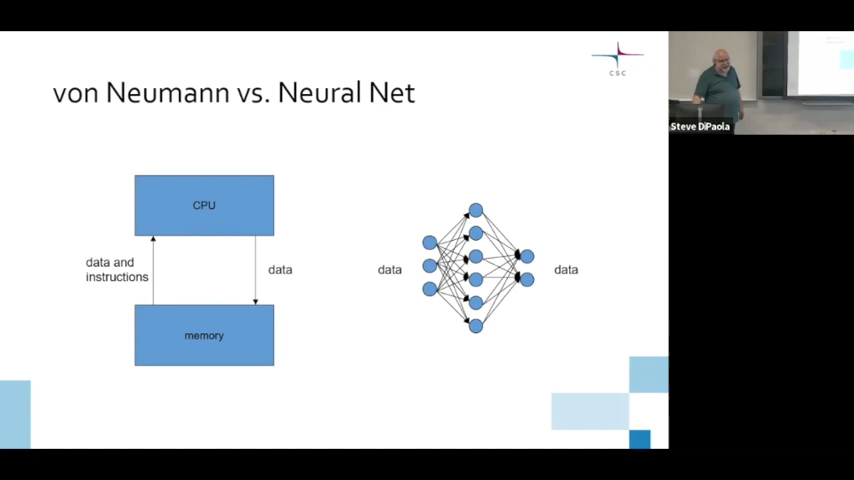 CSC
von Neumann vs. Neural Net
Steve DiPaola
CPU
data and
instructions
data
memory
data
data